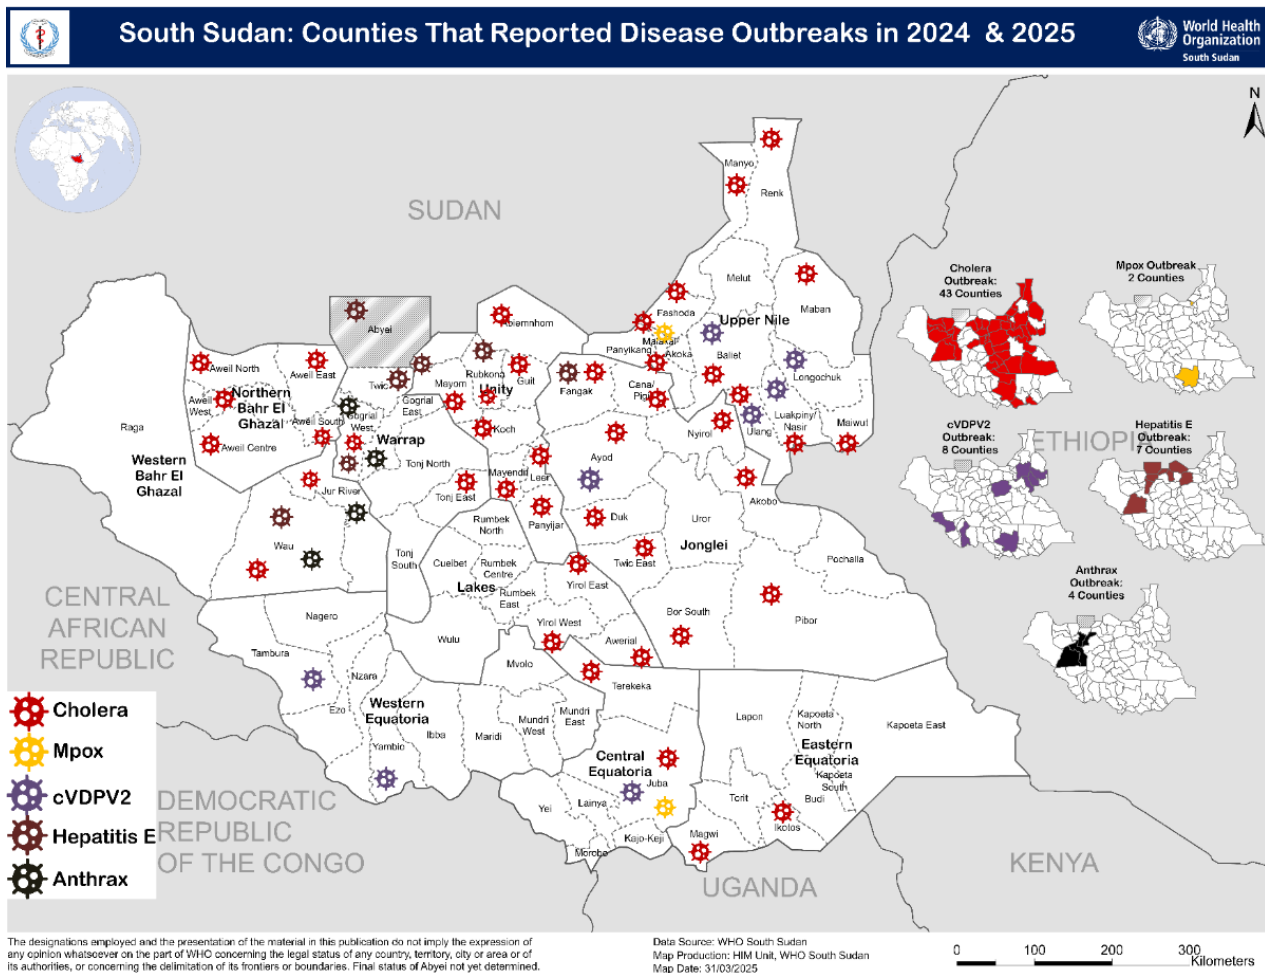 South Sudan: Counties That Reported Disease Outbreaks in 2024 & 2025
World Health
Organization
South Sudan
N
SUDAN
Manyo
Renk
Melut
Maban
Fashoda
Upper Nile
Abyei
Abiemnhom
Malakal
Panyikang
Akoka
Baliet
Longochuk
Aweil North
Aweil East
Twic
Mayom
Rubkona
Unity
Guit
Fangak
Cana/
Pigi
Northern
Bahr El
Ghazal
Aweil
West
Aweil South
Aweil Centre
Gogrial
West
Gogrial
East
Warrap
Koch
Nyirol
Ulang
Luakpiny/
Nasir
Maiwut
Raga
Western
Bahr El
Ghazal
Tonj North
Mayendit
Leer
Ayod
Jur River
Tonj East
Panyijar
Duk
Akobo
Rumbek
North
Uror
Wau
Tonj
South
Cueibet
Rumbek
Centre
Lakes
Rumbek
East
Yirol East
Twic East
Jonglei
Pochalla
Nagero
Wulu
Yirol West
Awerial
Bor South
Pibor
Tambura
Nzara
Mvolo
Terekeka
Ezo
Western
Equatoria
Yambio
Ibba
Maridi
Mundri
West
Mundri
East
Lapon
Kapoeta
North
Kapoeta East
Central
Equatoria
Juba
Eastern
Equatoria
Kapoeta
South
Yei
Lainya
Torit
Budi
Ikotos
Kajo-Keji
Magwi
Morobo
CENTRAL
AFRICAN
REPUBLIC
DEMOCRATIC
REPUBLIC
OF THE CONGO
UGANDA
KENYA
ETHIOPIA
Cholera
Outbreak:
43 Counties
Mpox Outbreak
2 Counties
cVDPV2
Outbreak:
8 Counties
Hepatitis E
Outbreak:
7 Counties
Anthrax
Outbreak:
4 Counties
Cholera
Mpox
cVDPV2
Hepatitis E
Anthrax
The designations employed and the presentation of the material in this publication do not imply the expression of
any opinion whatsoever on the part of WHO concerning the legal status of any country, territory, city or area or of
its authorities, or concerning the delimitation of its frontiers or boundaries. Final status of Abyei not yet determined.
Data Source: WHO South Sudan
Map Production: HIM Unit, WHO South Sudan
Map Date: 31/03/2025
0 100 200 300
Kilometers